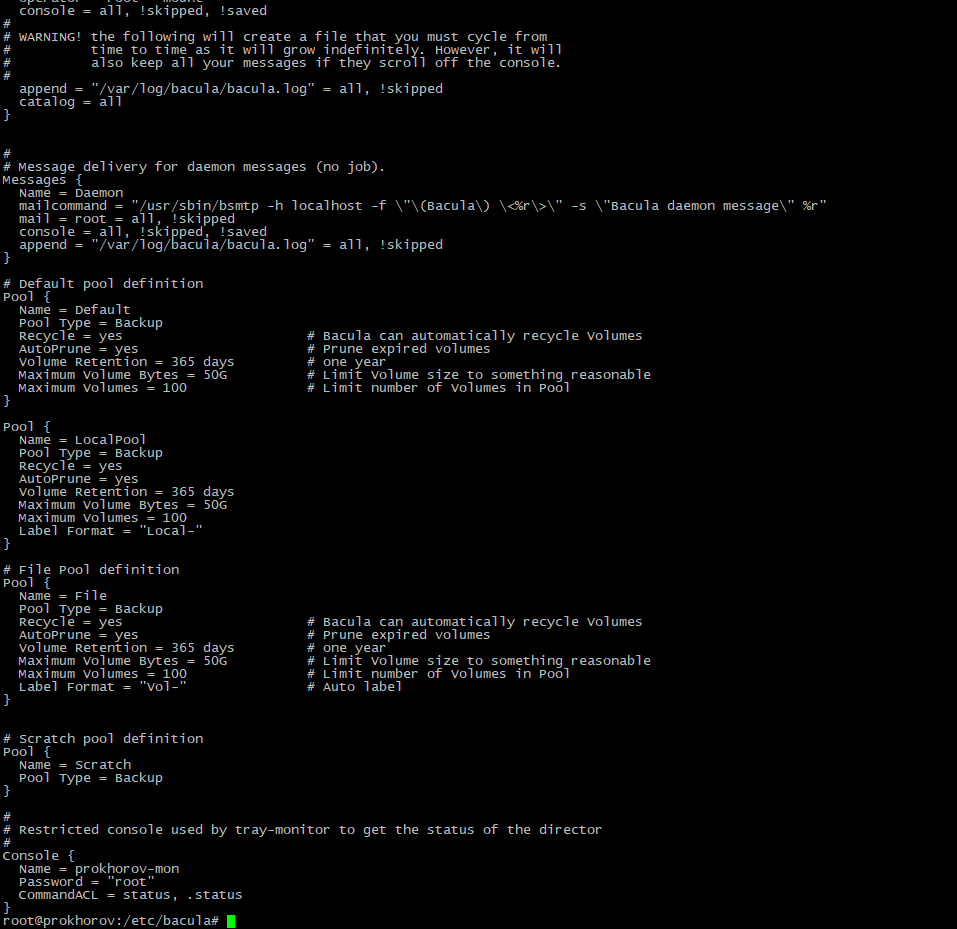 console = all, !skipped, !saved
#
# WARNING! the following will create a file that you must cycle from
#          time to time as it will grow indefinitely. However, it will
#          also keep all your messages if they scroll off the console.
#
  append = "/var/log/bacula/bacula.log" = all, !skipped
  catalog = all
}
#
# Message delivery for daemon messages (no job).
Messages {
  Name = Daemon
  mailcommand = "/usr/sbin/bsmtp -h localhost -f \"\(Bacula\) \<%r\>\" -s \"Bacula daemon message\" %r"
  mail = root = all, !skipped
  console = all, !skipped, !saved
  append = "/var/log/bacula/bacula.log" = all, !skipped
}
# Default pool definition
Pool {
  Name = Default
  Pool Type = Backup
  Recycle = yes                       # Bacula can automatically recycle Volumes
  AutoPrune = yes                     # Prune expired volumes
  Volume Retention = 365 days         # one year
  Maximum Volume Bytes = 50G          # Limit Volume size to something reasonable
  Maximum Volumes = 100               # Limit number of Volumes in Pool
}
Pool {
  Name = LocalPool
  Pool Type = Backup
  Recycle = yes
  AutoPrune = yes
  Volume Retention = 365 days
  Maximum Volume Bytes = 50G
  Maximum Volumes = 100
  Label Format = "Local-"
}
# File Pool definition
Pool {
  Name = File
  Pool Type = Backup
  Recycle = yes                       # Bacula can automatically recycle Volumes
  AutoPrune = yes                     # Prune expired volumes
  Volume Retention = 365 days         # one year
  Maximum Volume Bytes = 50G          # Limit Volume size to something reasonable
  Maximum Volumes = 100               # Limit number of Volumes in Pool
  Label Format = "Vol-"               # Auto label
}
# Scratch pool definition
Pool {
  Name = Scratch
  Pool Type = Backup
}
#
# Restricted console used by tray-monitor to get the status of the director
#
Console {
  Name = prokhorov-mon
  Password = "root"
  CommandACL = status, .status
}
root@prokhorov:/etc/bacula#